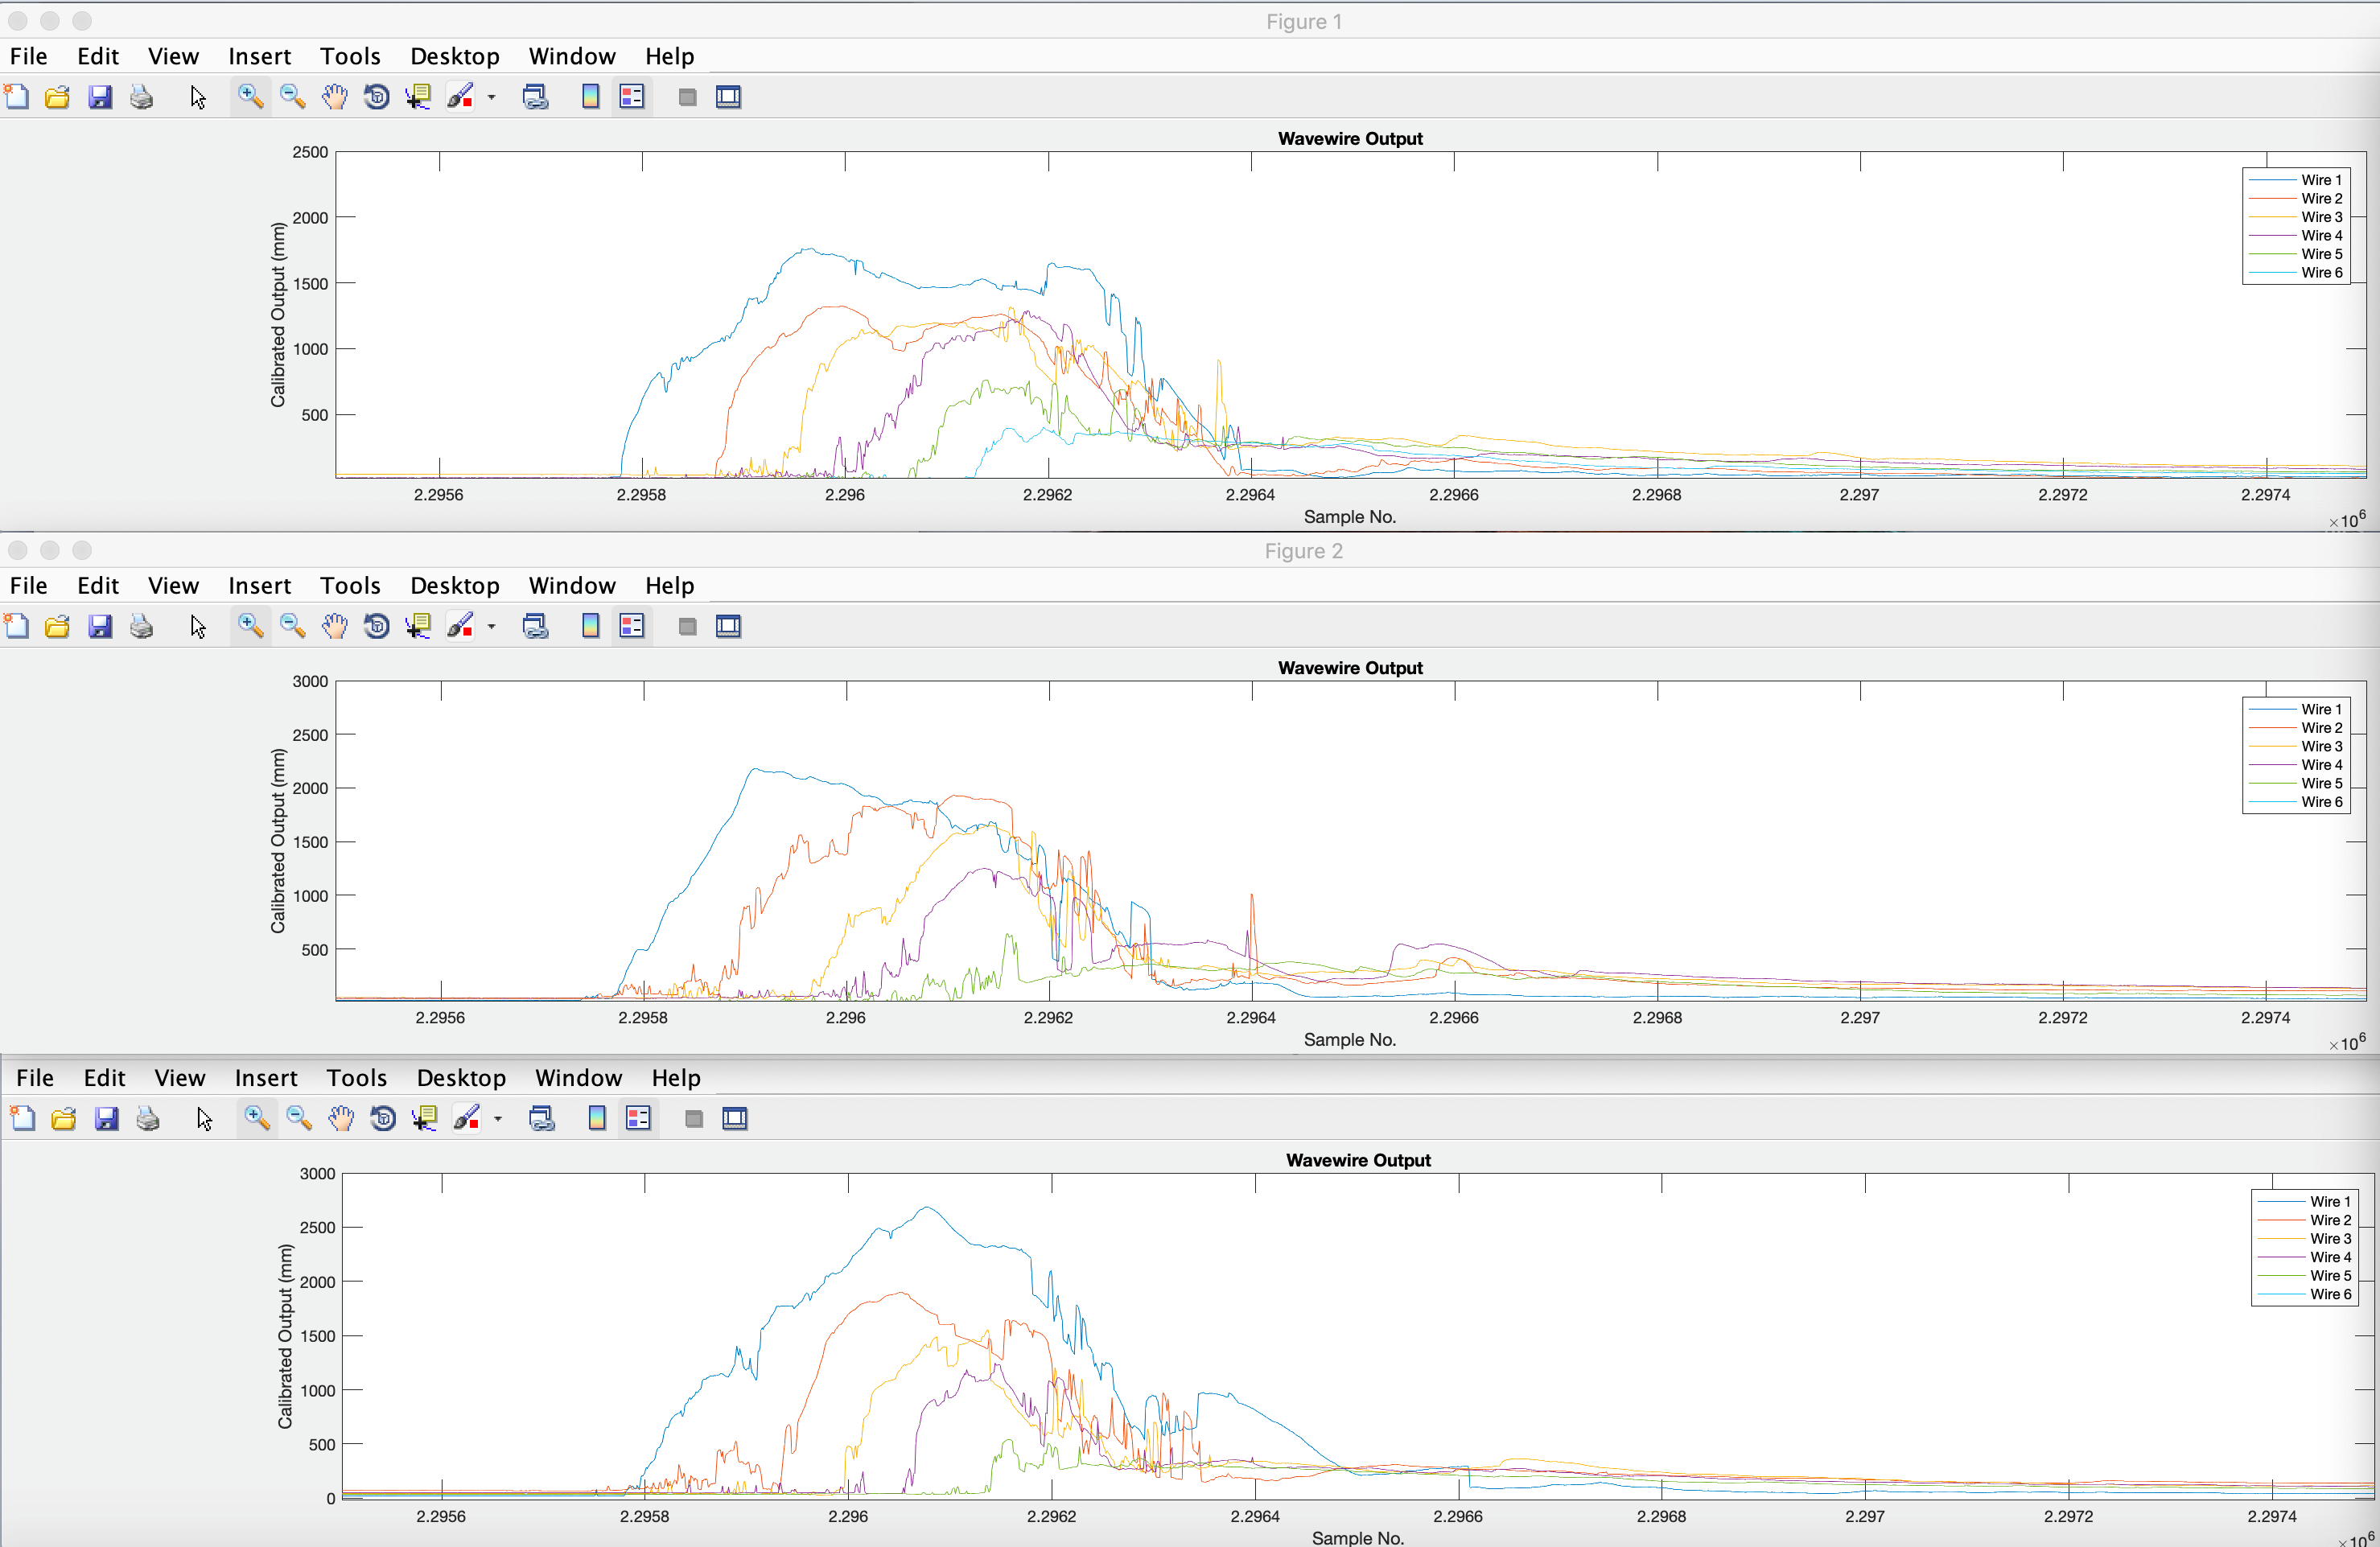 Figure 1
File Edit View Insert Tools Desktop Window Help
Wavewire Output
Calibrated Output (mm)
2500
2000
1500
1000
500
Wire 1
Wire 2
Wire 3
Wire 4
Wire 5
Wire 6
2.2956 2.2958 2.296 2.2962 2.2964 2.2966 2.2968 2.297 2.2972 2.2974
Sample No.
×10^6
Figure 2
File Edit View Insert Tools Desktop Window Help
Wavewire Output
Calibrated Output (mm)
3000
2500
2000
1500
1000
500
Wire 1
Wire 2
Wire 3
Wire 4
Wire 5
Wire 6
2.2956 2.2958 2.296 2.2962 2.2964 2.2966 2.2968 2.297 2.2972 2.2974
Sample No.
×10^6
File Edit View Insert Tools Desktop Window Help
Wavewire Output
Calibrated Output (mm)
3000
2500
2000
1500
1000
500
0
Wire 1
Wire 2
Wire 3
Wire 4
Wire 5
Wire 6
2.2956 2.2958 2.296 2.2962 2.2964 2.2966 2.2968 2.297 2.2972 2.2974
Sample No.
×10^6